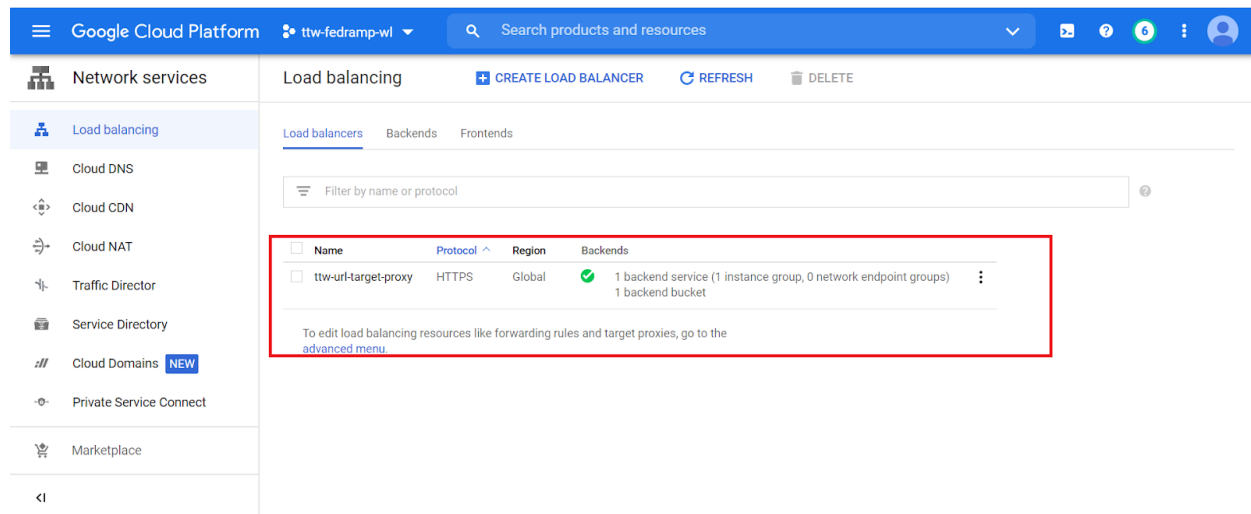 Google Cloud Platform ttw-fedramp-wl Search products and resources 6
Network services
Load balancing CREATE LOAD BALANCER REFRESH DELETE
Load balancing
Cloud DNS
Cloud CDN
Cloud NAT
Traffic Director
Service Directory
Cloud Domains NEW
Private Service Connect
Marketplace
Load balancers Backends Frontends
Filter by name or protocol
Name Protocol Region Backends
ttw-url-target-proxy HTTPS Global 1 backend service (1 instance group, 0 network endpoint groups)
1 backend bucket
To edit load balancing resources like forwarding rules and target proxies, go to the
advanced menu.